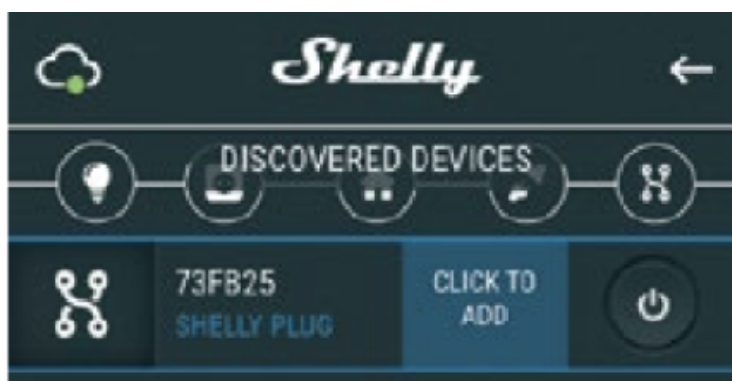 Shelly
DISCOVERED DEVICES
73FB25
SHELLY PLUG
CLICK TO
ADD